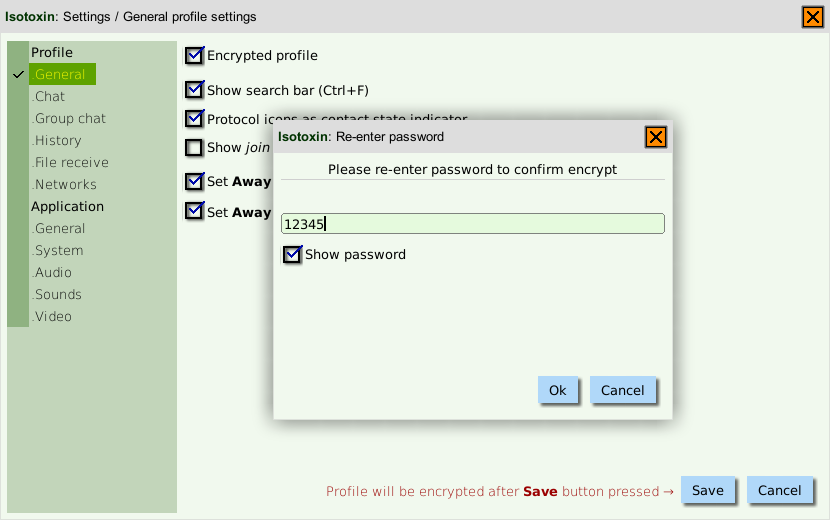 Isotoxin: Settings / General profile settings
Profile
.General
.Chat
.Group chat
.History
.File receive
.Networks
Application
.General
.System
.Audio
.Sounds
.Video
Encrypted profile
Show search bar (Ctrl+F)
Protocol icons as contact state indicator
Show join
Set Away
Set Away
Isotoxin: Re-enter password
Please re-enter password to confirm encrypt
12345
Show password
Ok Cancel
Profile will be encrypted after Save button pressed → Save Cancel